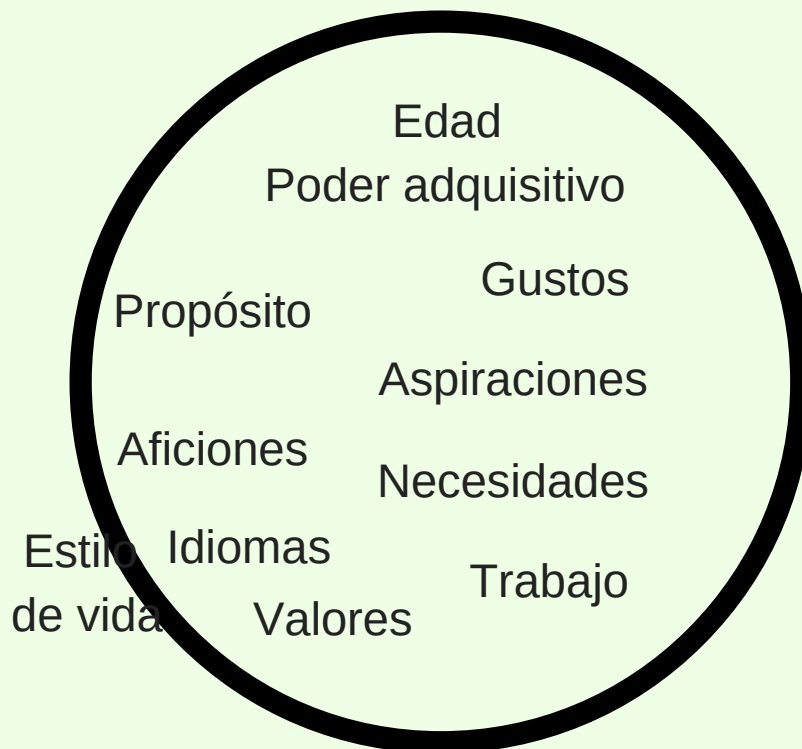 Edad
Poder adquisitivo
Gustos
Propósito
Aspiraciones
Aficiones
Necesidades
Estilo
de vida
Idiomas
Trabajo
Valores